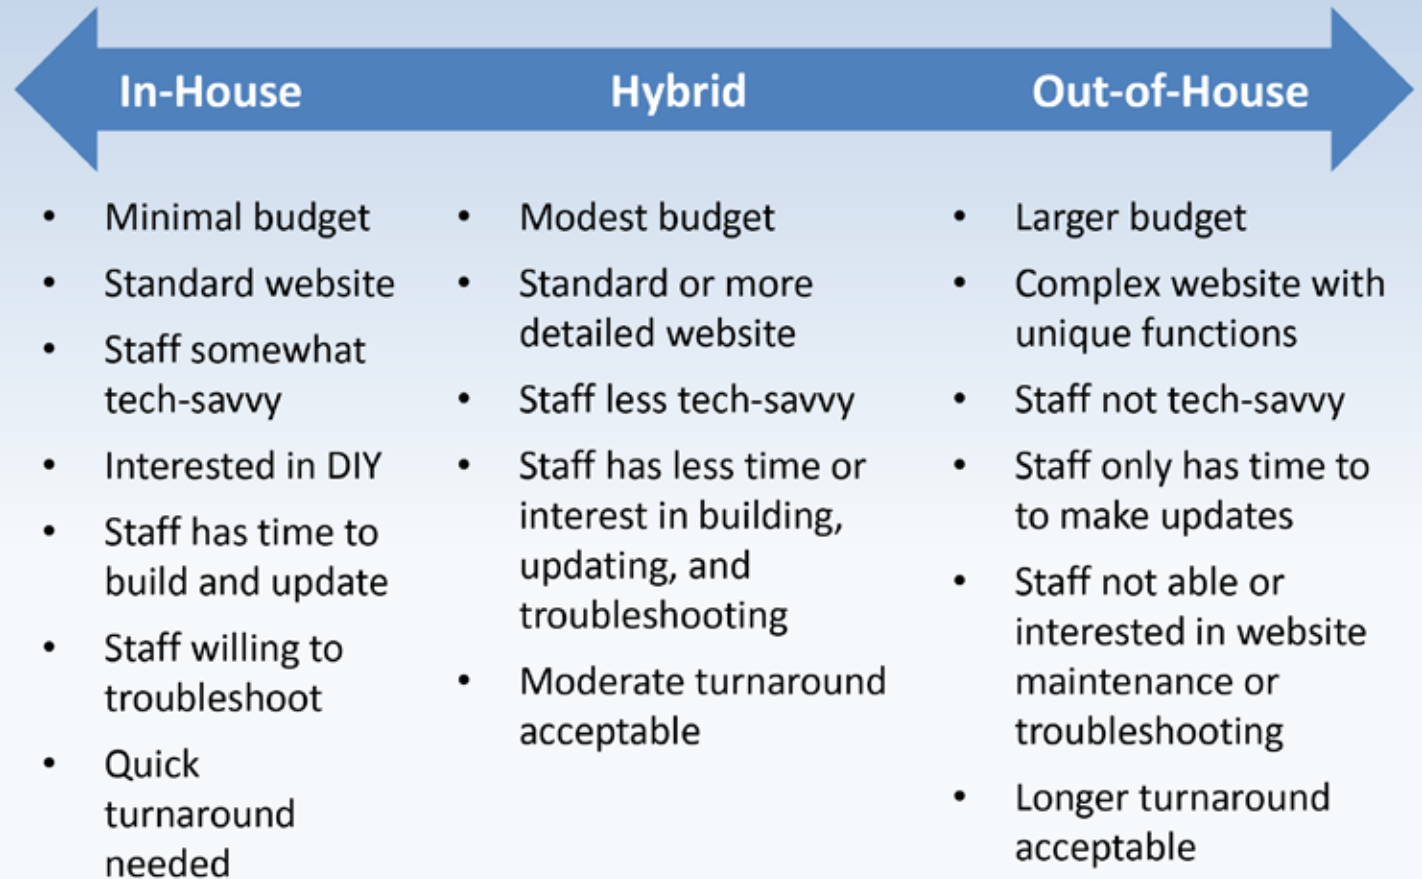 In-House
Hybrid
Out-of-House
• Minimal budget
• Standard website
• Staff somewhat
tech-savvy
• Interested in DIY
• Staff has time to
build and update
• Staff willing to
troubleshoot
• Quick
turnaround
needed
• Modest budget
• Standard or more
detailed website
• Staff less tech-savvy
• Staff has less time or
interest in building,
updating, and
troubleshooting
• Moderate turnaround
acceptable
• Larger budget
• Complex website with
unique functions
• Staff not tech-savvy
• Staff only has time to
to make updates
• Staff not able or
interested in website
maintenance or
troubleshooting
• Longer turnaround
acceptable